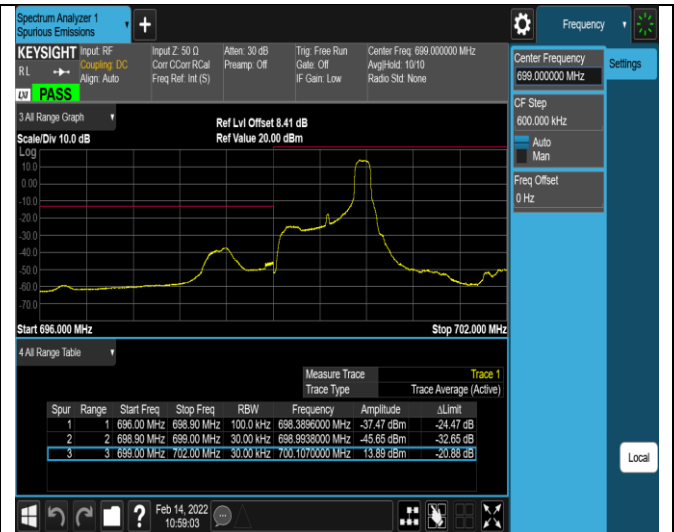 Spectrum Analyzer 1
Spurious Emissions
+
Frequency
KEYSIGHT
RL
Align: Auto
LXI
PASS
Input: RF
Coupling: DC
Input Z: 50 Ω
Corr CCorr RCal
Freq Ref: Int (S)
Atten: 30 dB
Preamp: Off
Trig: Free Run
Gate: Off
IF Gain: Low
Center Freq: 699.000000 MHz
Avg|Hold: 10/10
Radio Std: None
Center Frequency
699.000000 MHz
Settings
CF Step
600.000 kHz
Auto
Man
Freq Offset
0 Hz
Local
3 All Range Graph
Scale/Div 10.0 dB
Ref Lvl Offset 8.41 dB
Ref Value 20.00 dBm
Log
10.0
0.00
-10.0
-20.0
-30.0
-40.0
-50.0
-60.0
-70.0
Start 696.000 MHz
Stop 702.000 MHz
4 All Range Table
Measure Trace Trace 1
Trace Type Trace Average (Active)
Spur Range Start Freq Stop Freq RBW Frequency Amplitude ΔLimit
1 1 696.00 MHz 698.90 MHz 100.0 kHz 698.3896000 MHz -37.47 dBm -24.47 dB
2 2 698.90 MHz 699.00 MHz 30.00 kHz 698.9938000 MHz -45.65 dBm -32.65 dB
3 3 699.00 MHz 702.00 MHz 30.00 kHz 700.1070000 MHz 13.89 dBm -20.88 dB
?
Feb 14, 2022
10:59:03